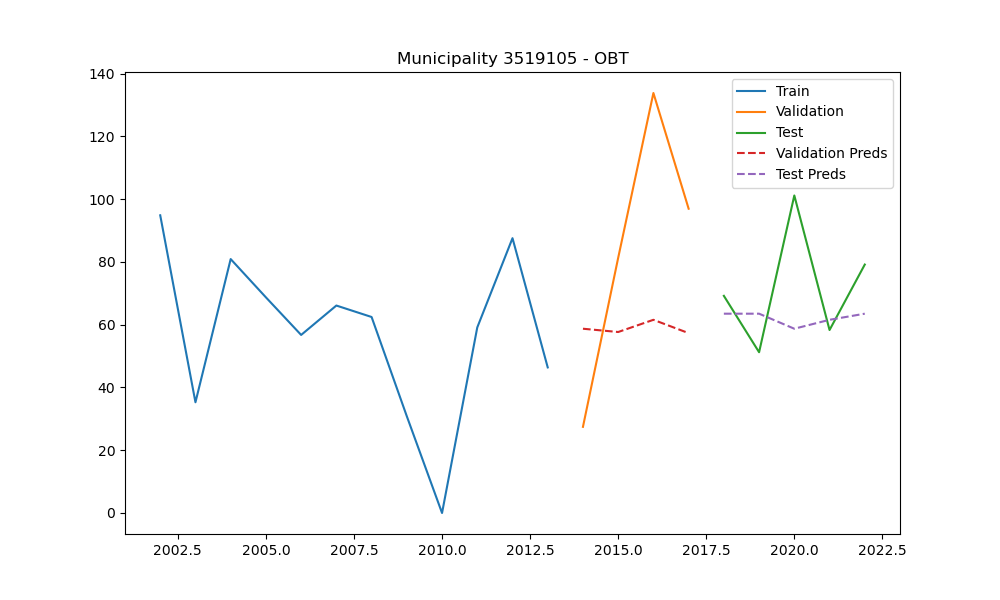 Municipality 3519105 - OBT
140
120
100
80
60
40
20
0
Train
Validation
Test
Validation Preds
Test Preds
2002.5 2005.0 2007.5 2010.0 2012.5 2015.0 2017.5 2020.0 2022.5